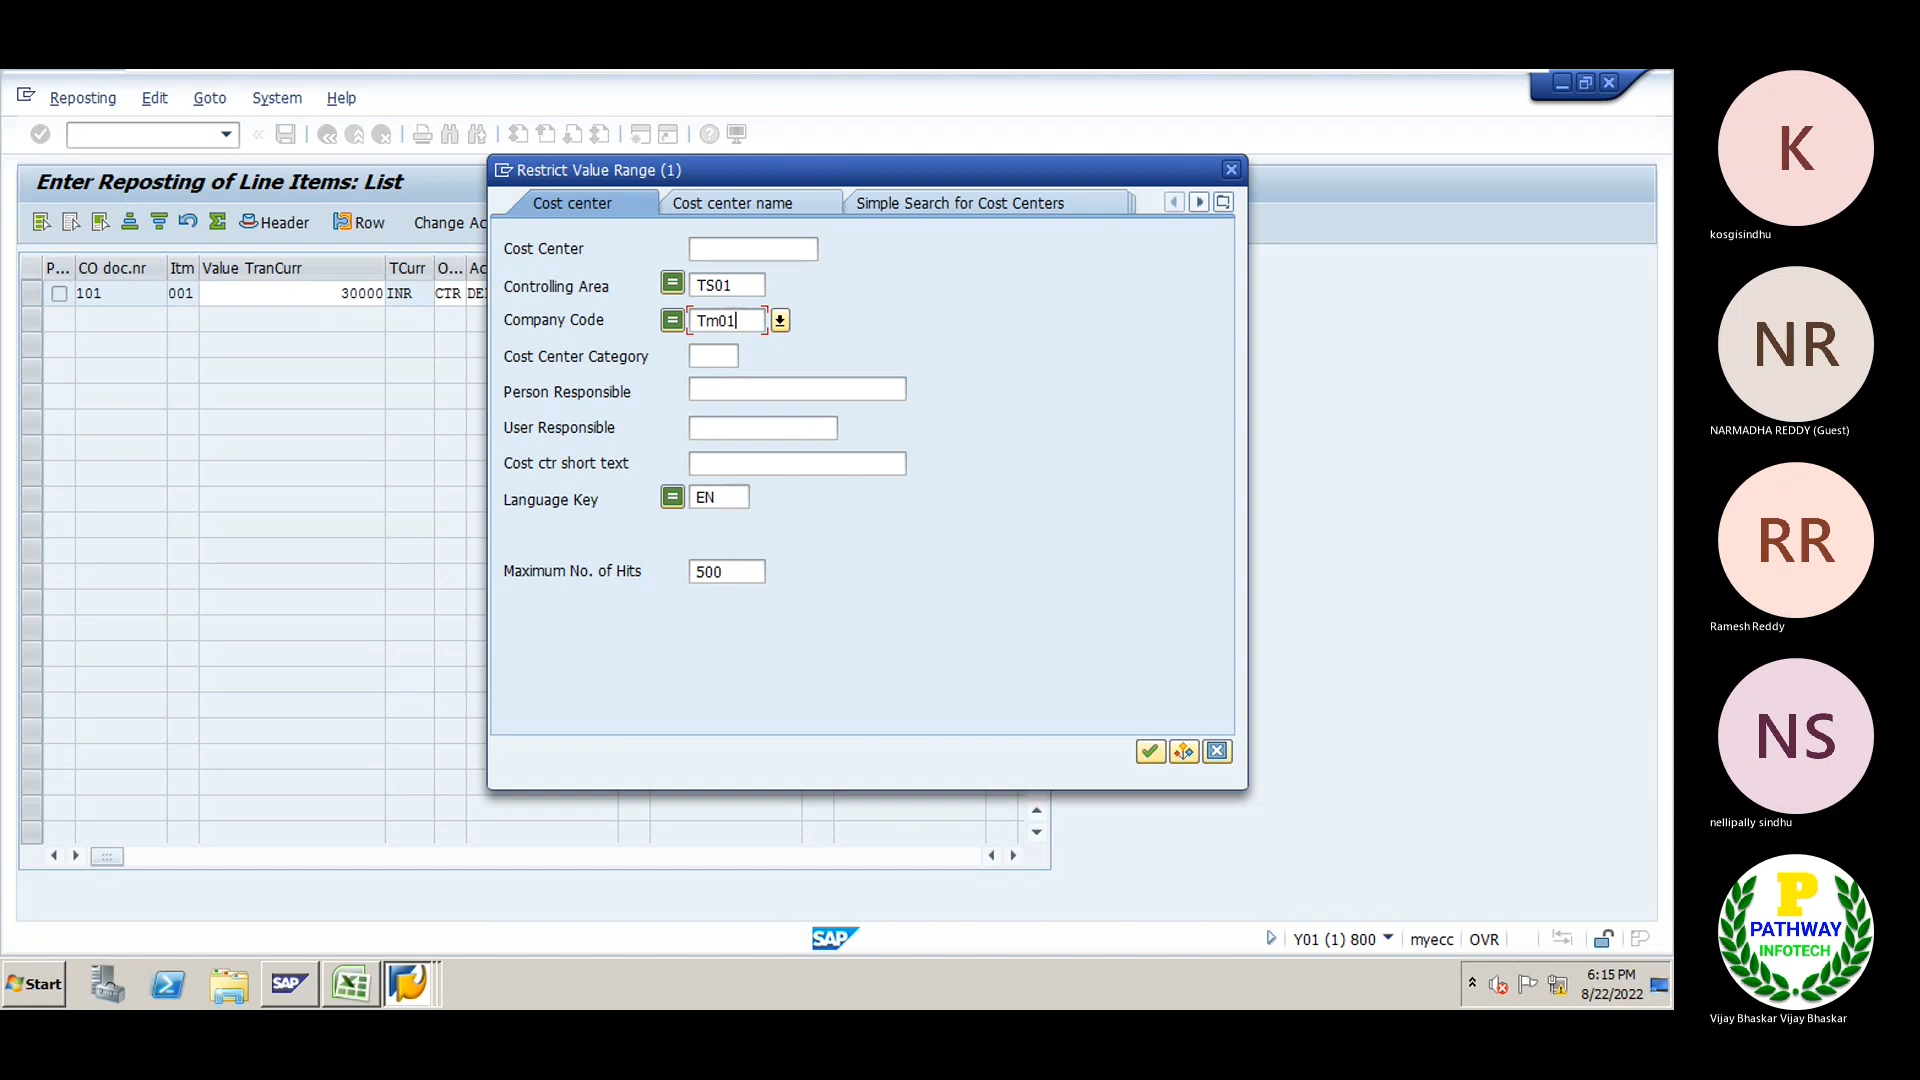 Reporting Edit Goto System Help
Enter Reposting of Line Items: List
Header Row Change Ac
P... CO doc.nr Itm Value TranCurr TCurr O... Ac
101 001 30000 INR CTR DE
Restrict Value Range (1)
Cost center Cost center name Simple Search for Cost Centers
Cost Center
Controlling Area TS01
Company Code Tm01
Cost Center Category
Person Responsible
User Responsible
Cost ctr short text
Language Key EN
Maximum No. of Hits 500
SAP Y01 (1) 800 myecc OVR
Start SAP 6:15 PM
8/22/2022
K
kosgisindhu
NR
NARMADHA REDDY (Guest)
RR
Ramesh Reddy
NS
nellipally sindhu
P
PATHWAY
INFOTECH
Vijay Bhaskar Vijay Bhaskar